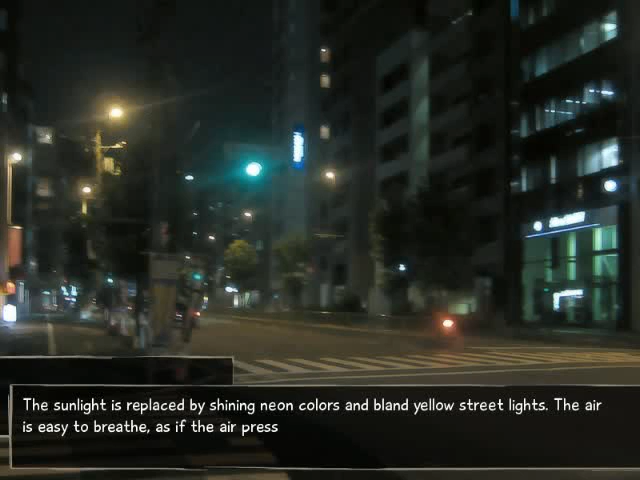 The sunlight is replaced by shining neon colors and bland yellow street lights. The air
is easy to breathe, as if the air press